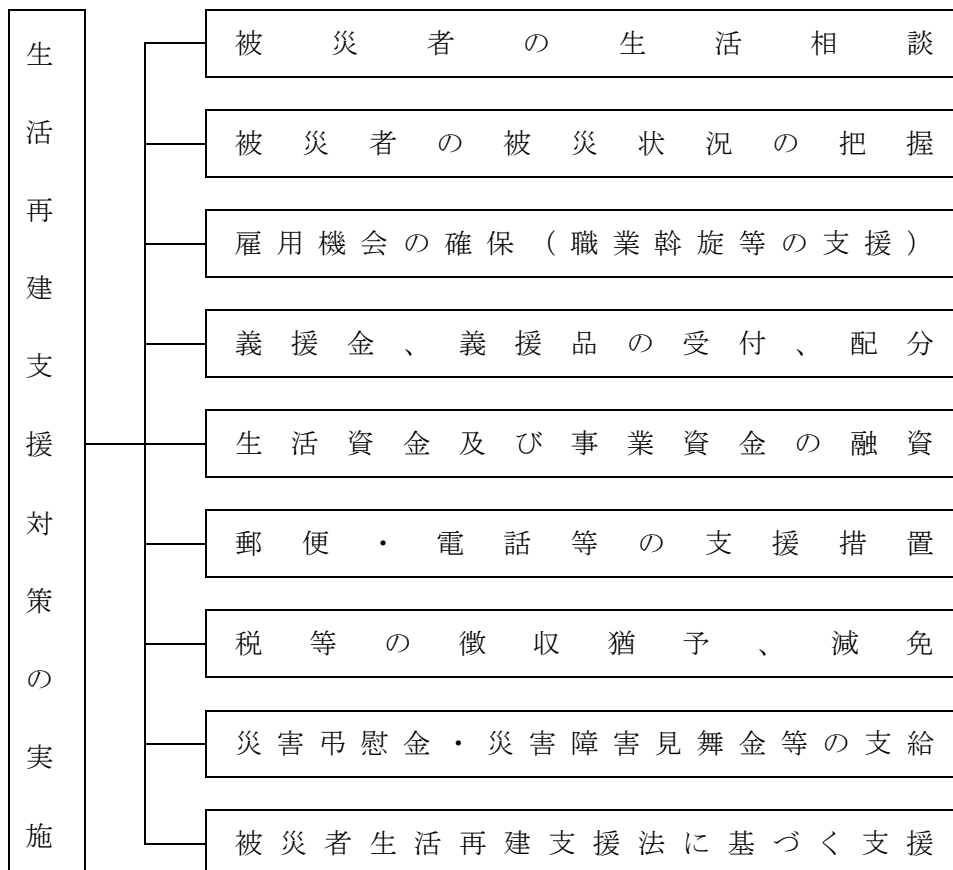 生活再建支援対策の実施
被災者の生活相談
被災者の被災状況の把握
雇用機会の確保（職業斡旋等の支援）
義援金、義援品の受付、配分
生活資金及び事業資金の融資
郵便・電話等の支援措置
税等の徴収猶予、減免
災害弔慰金・災害障害見舞金等の支給
被災者生活再建支援法に基づく支援